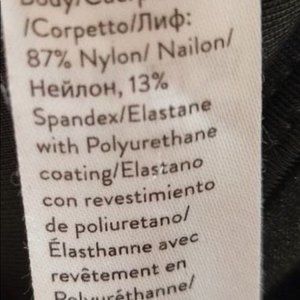 /Corpetto/Лиф:
87% Nylon/ Nailon/
Нейлон, 13%
Spandex/Elastane
with Polyurethane
coating/Elastano
con revestimiento
de poliuretano/
Élasthanne avec
revêtement en
Polyuréthanne/